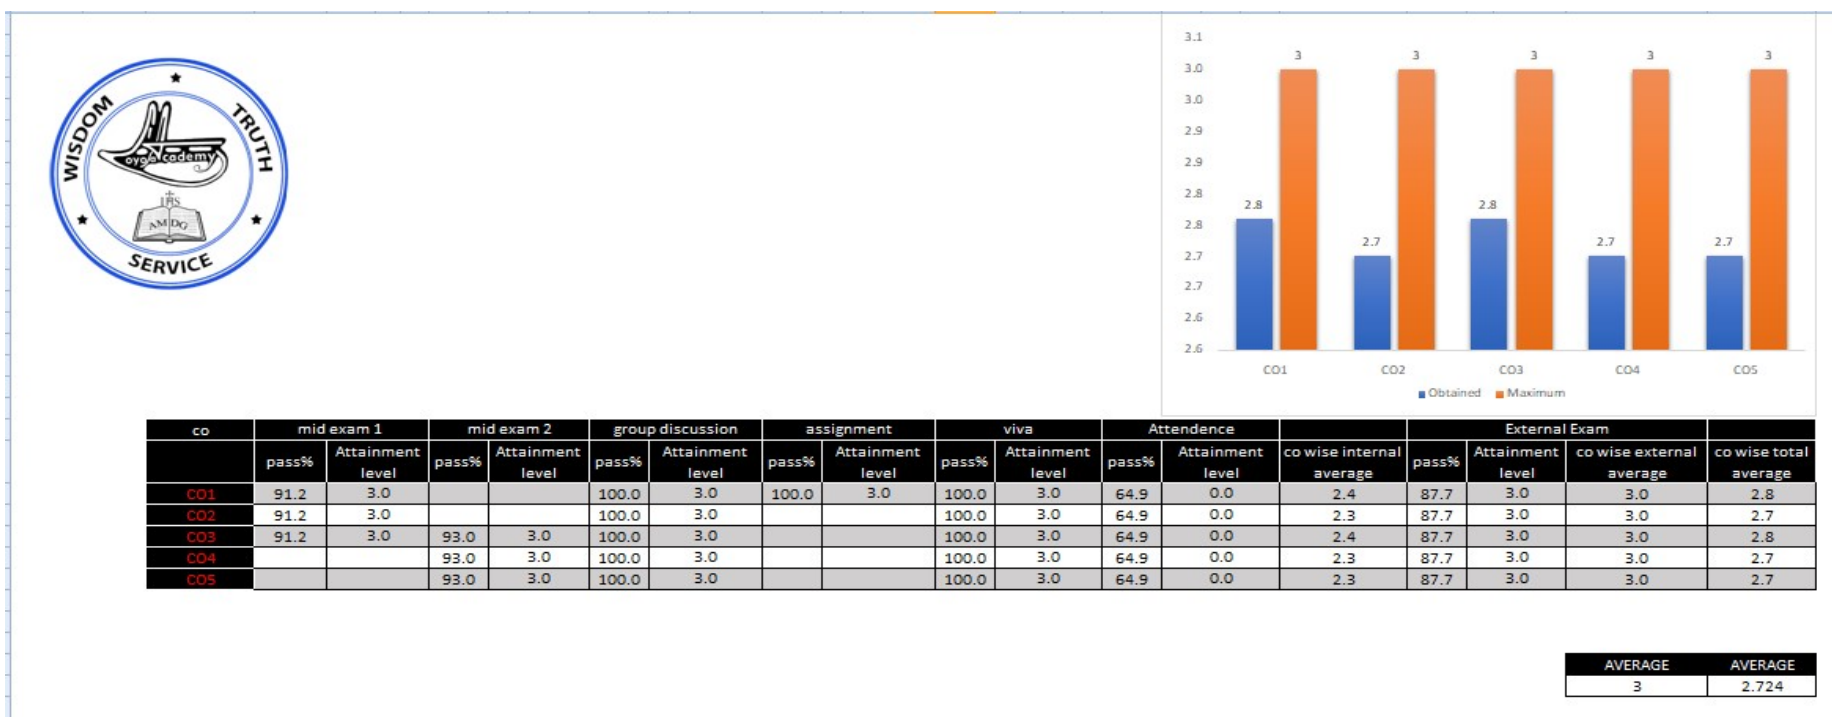 WISDOM
TRUTH
SERVICE
oyg cademy
IHS
AM DG
3.1
3.0
3.0
2.9
2.9
2.8
2.8
2.7
2.7
2.6
2.6
3 3 3 3 3
2.8 2.7 2.8 2.7 2.7
CO1 CO2 CO3 CO4 CO5
Obtained Maximum
co mid exam 1 mid exam 2 group discussion assignment viva Attendence External Exam
pass% Attainment level pass% Attainment level pass% Attainment level pass% Attainment level pass% Attainment level pass% Attainment level co wise internal average pass% Attainment level co wise external average co wise total average
CO1 91.2 3.0 100.0 3.0 100.0 3.0 100.0 3.0 64.9 0.0 2.4 87.7 3.0 3.0 2.8
CO2 91.2 3.0 100.0 3.0 100.0 3.0 64.9 0.0 2.3 87.7 3.0 3.0 2.7
CO3 91.2 3.0 93.0 3.0 100.0 3.0 100.0 3.0 64.9 0.0 2.4 87.7 3.0 3.0 2.8
CO4 93.0 3.0 100.0 3.0 100.0 3.0 64.9 0.0 2.3 87.7 3.0 3.0 2.7
CO5 93.0 3.0 100.0 3.0 100.0 3.0 64.9 0.0 2.3 87.7 3.0 3.0 2.7
AVERAGE AVERAGE
3 2.724